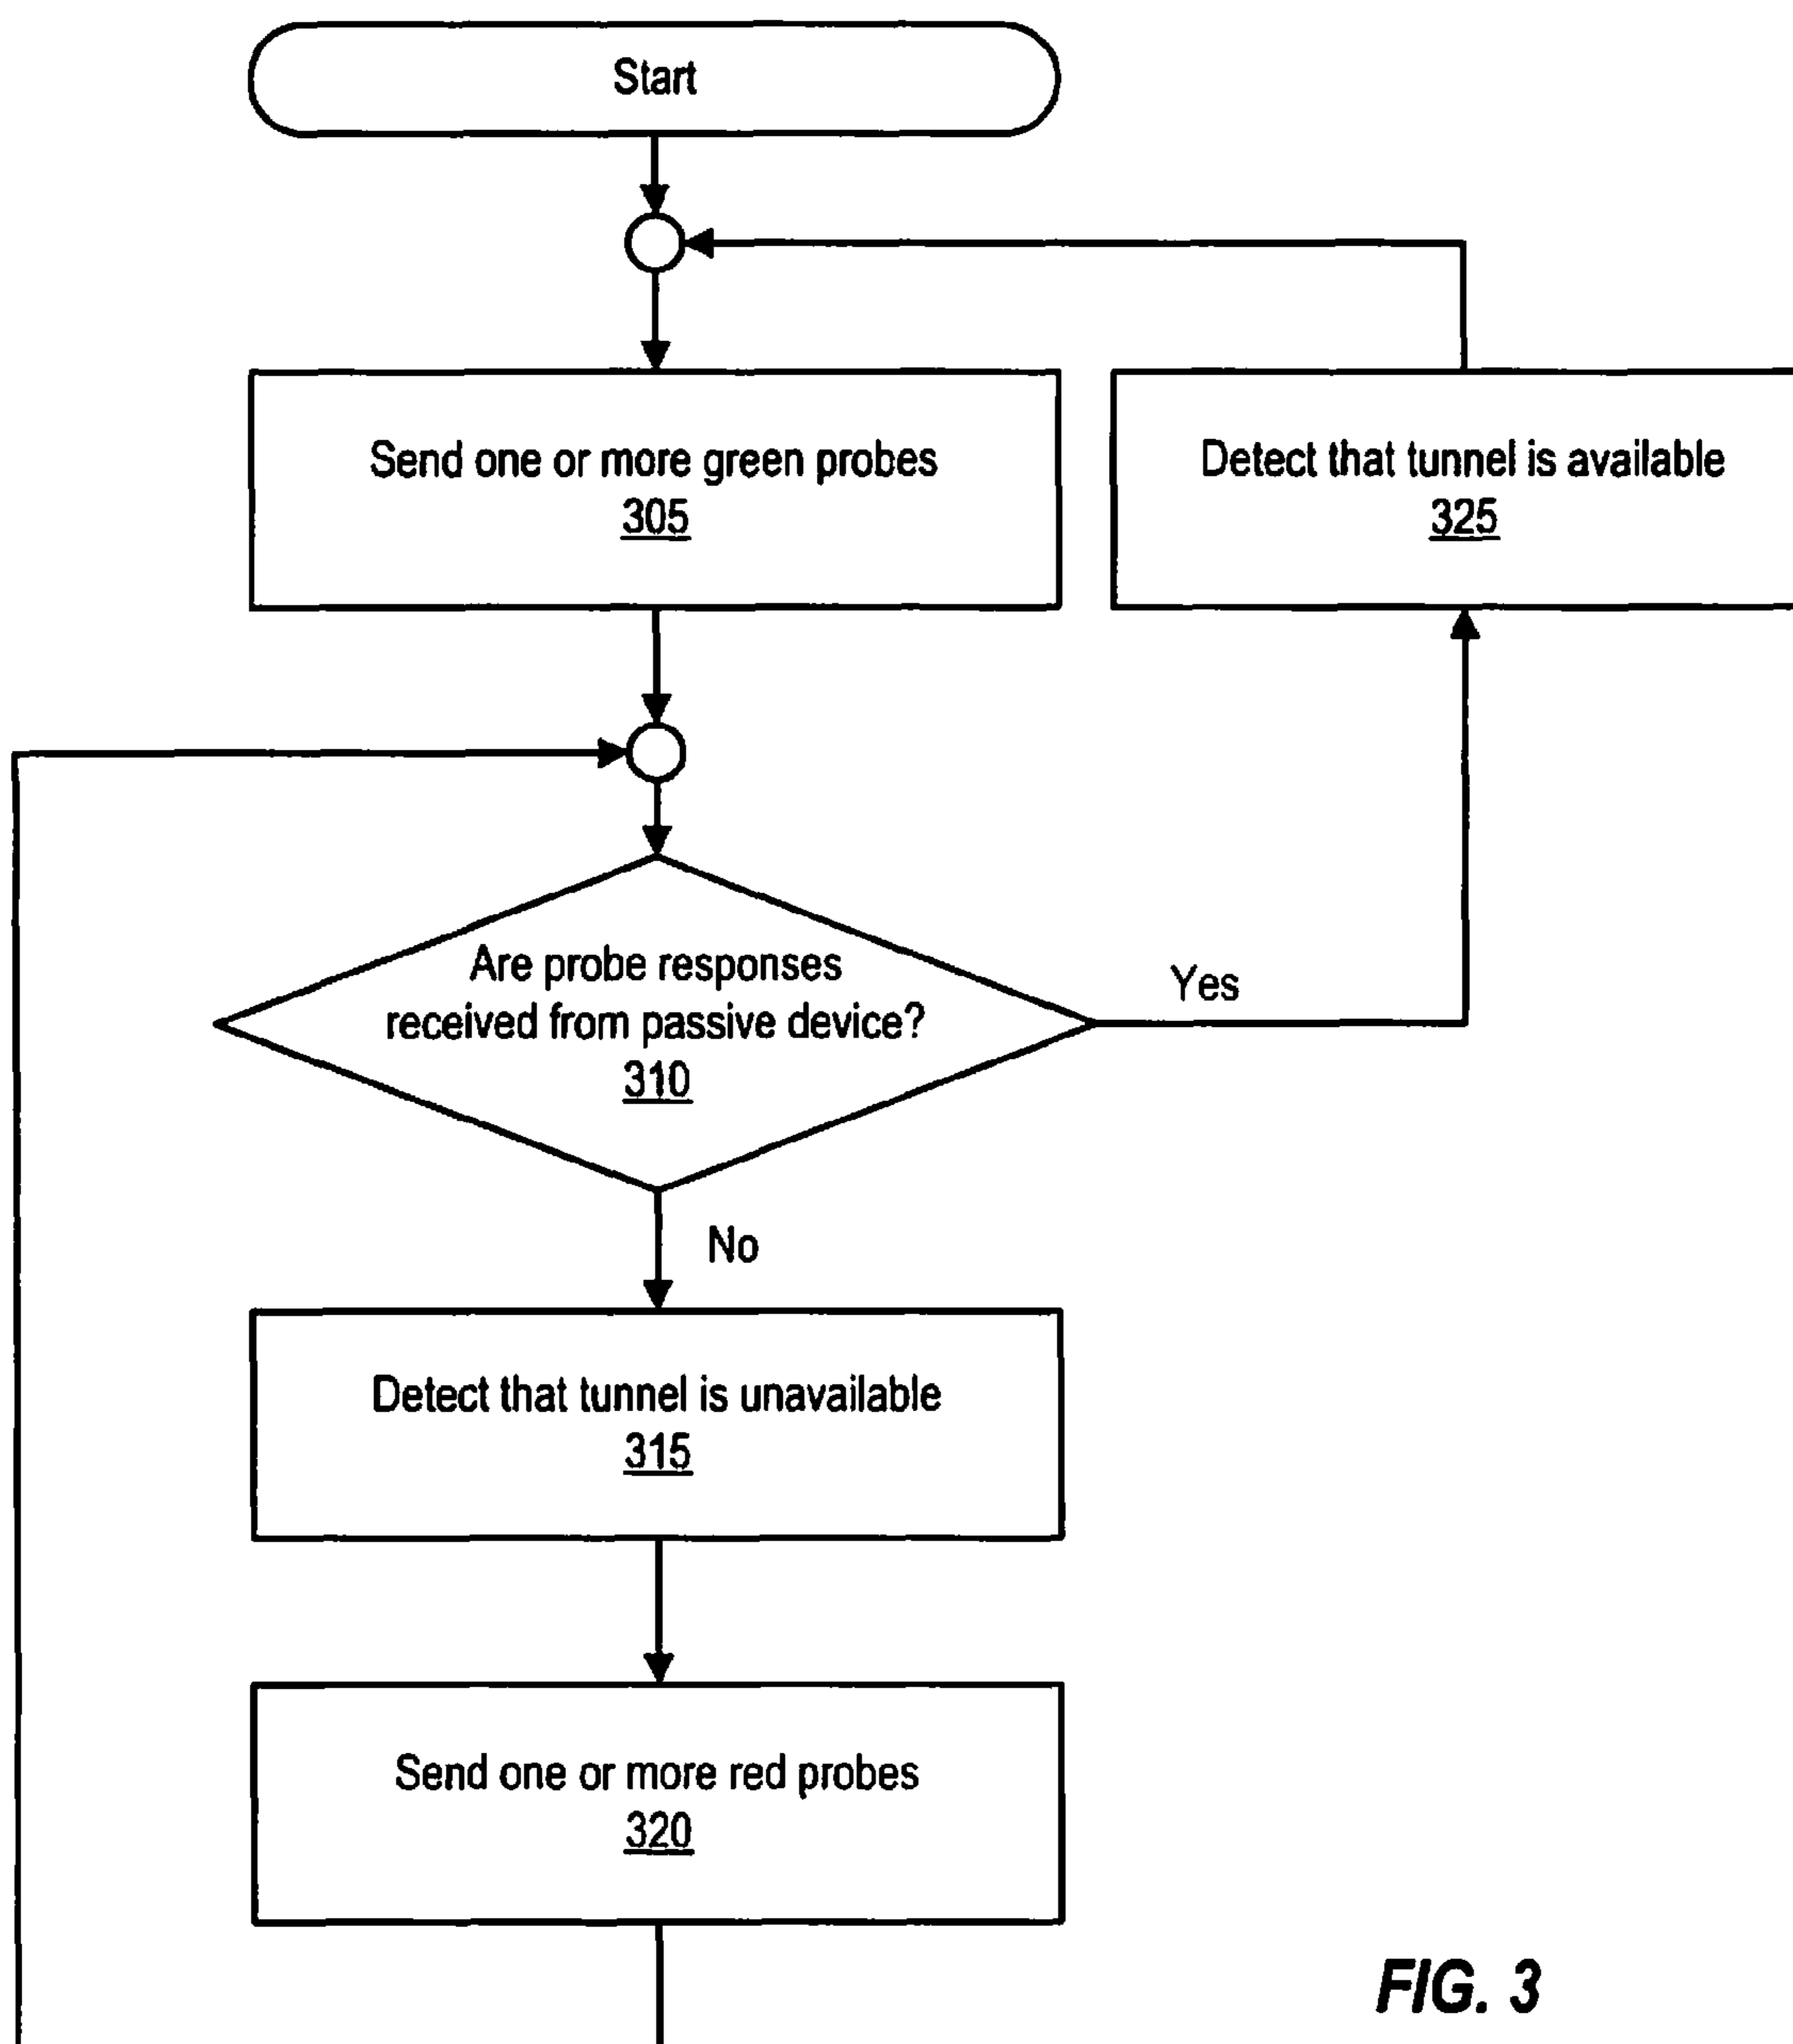 Start
Send one or more green probes
305
Detect that tunnel is available
325
Are probe responses
received from passive device?
310
Yes
No
Detect that tunnel is unavailable
315
Send one or more red probes
320
FIG. 3